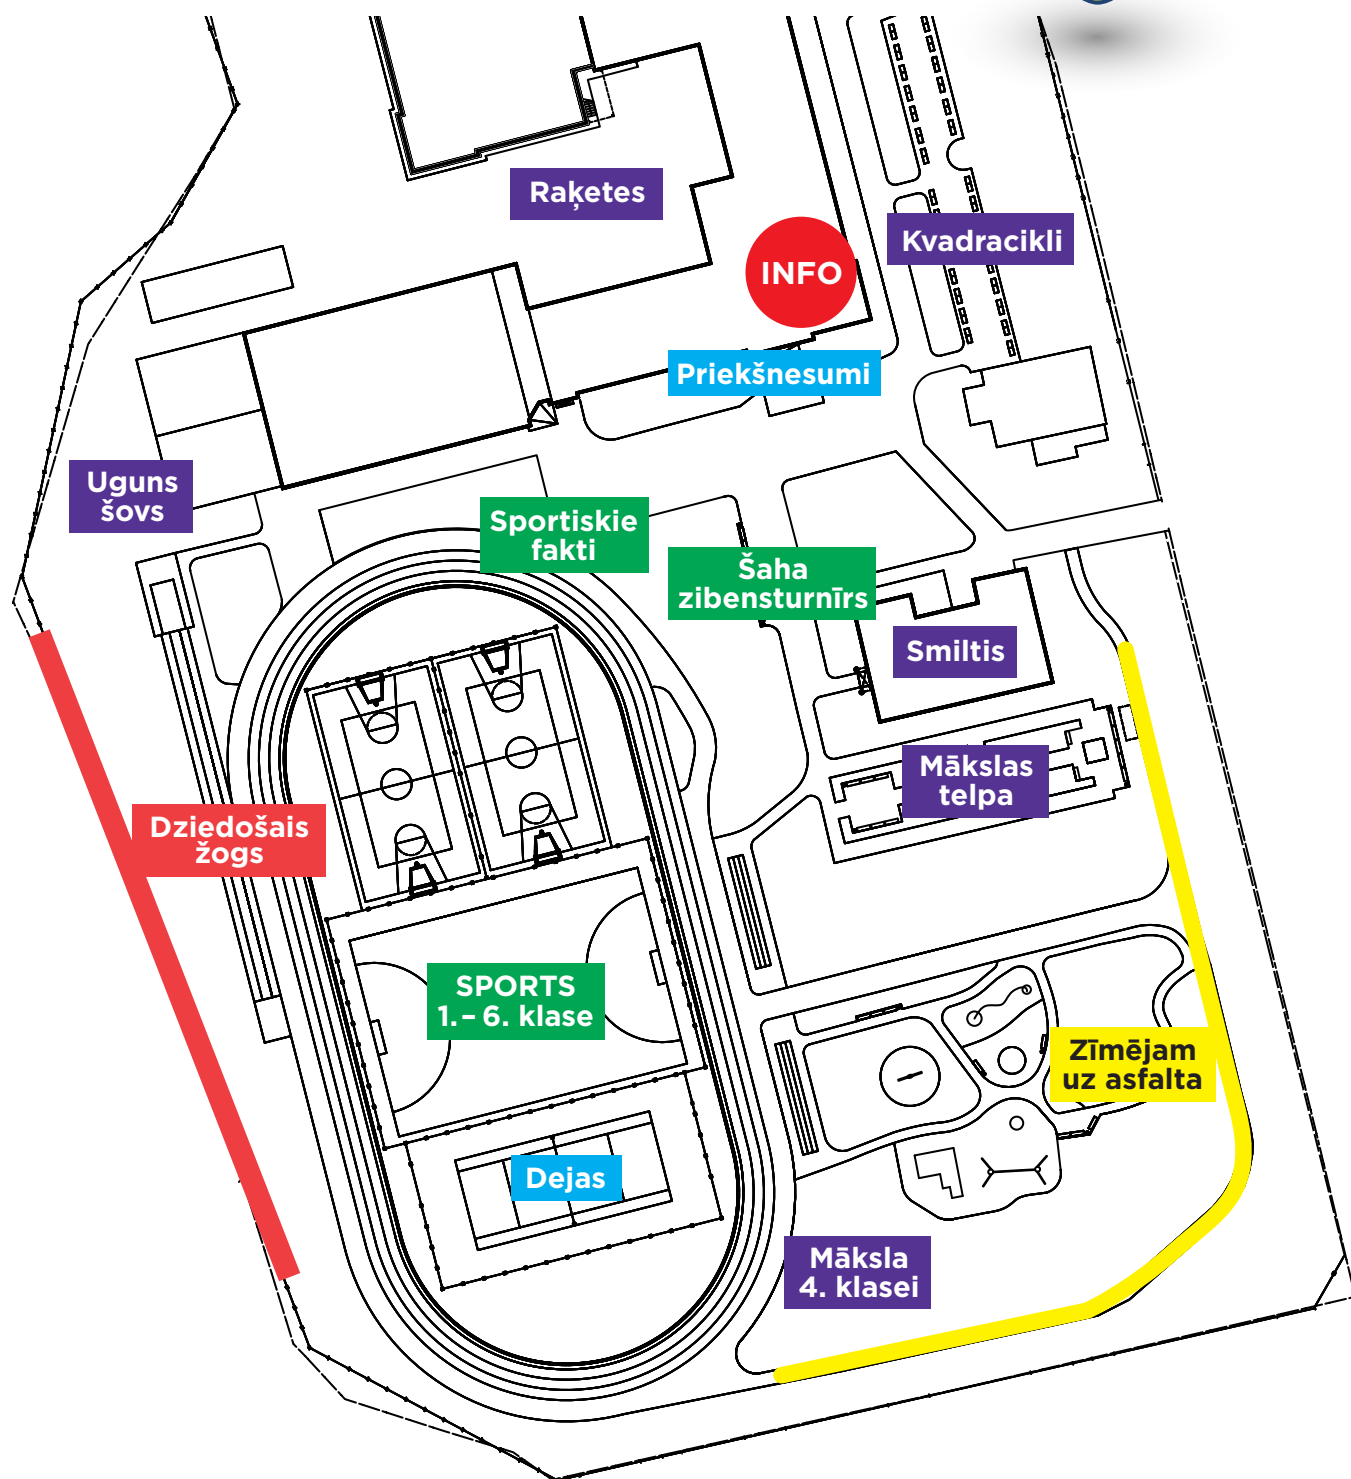 Raķetes
Kvadracikli
INFO
Priekšnesumi
Uguns
šovs
Sportiskie
fakti
Šaha
zibensturnīrs
Smiltis
Mākslas
telpa
Dziedošais
žogs
SPORTS
1. – 6. klase
Zīmējam
uz asfalta
Dejas
Māksla
4. klasei